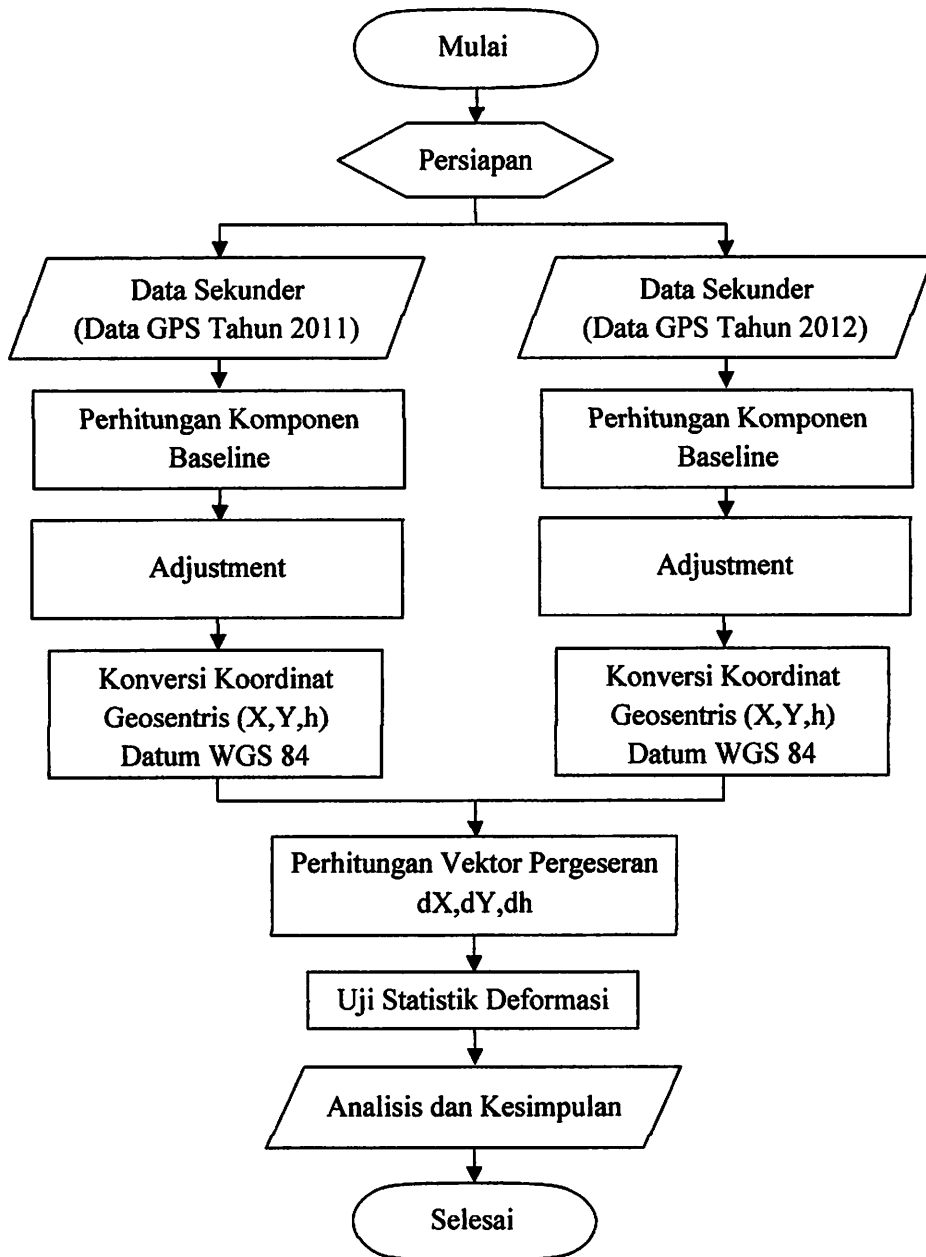 Mulai
Persiapan
Data Sekunder
(Data GPS Tahun 2011)
Data Sekunder
(Data GPS Tahun 2012)
Perhitungan Komponen
Baseline
Perhitungan Komponen
Baseline
Adjustment
Adjustment
Konversi Koordinat
Geosentris (X,Y,h)
Datum WGS 84
Konversi Koordinat
Geosentris (X,Y,h)
Datum WGS 84
Perhitungan Vektor Pergeseran
dX,dY,dh
Uji Statistik Deformasi
Analisis dan Kesimpulan
Selesai